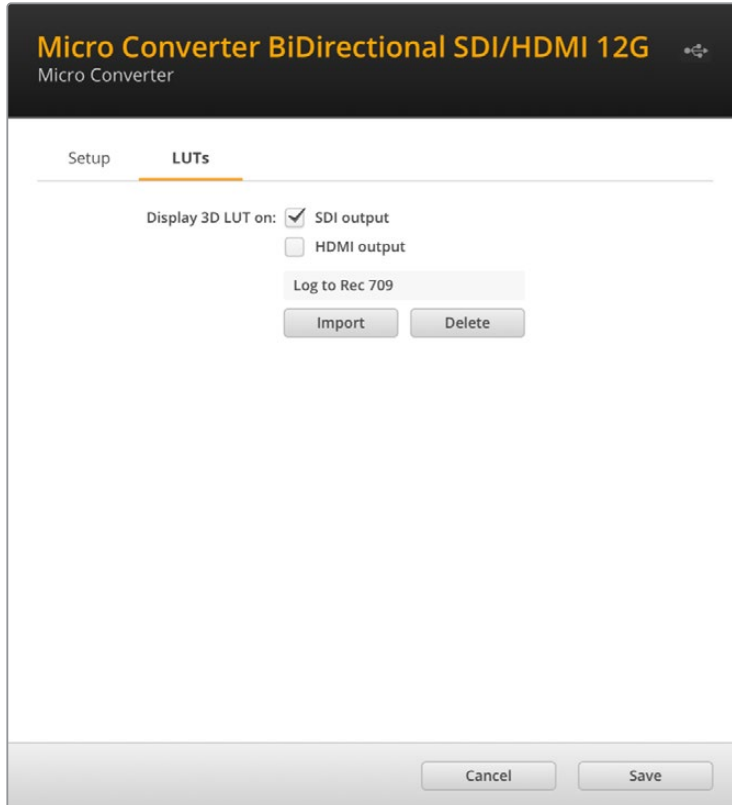 Micro Converter BiDirectional SDI/HDMI 12G
Micro Converter
Setup LUTs
Display 3D LUT on: SDI output
HDMI output
Log to Rec 709
Import Delete
Cancel Save